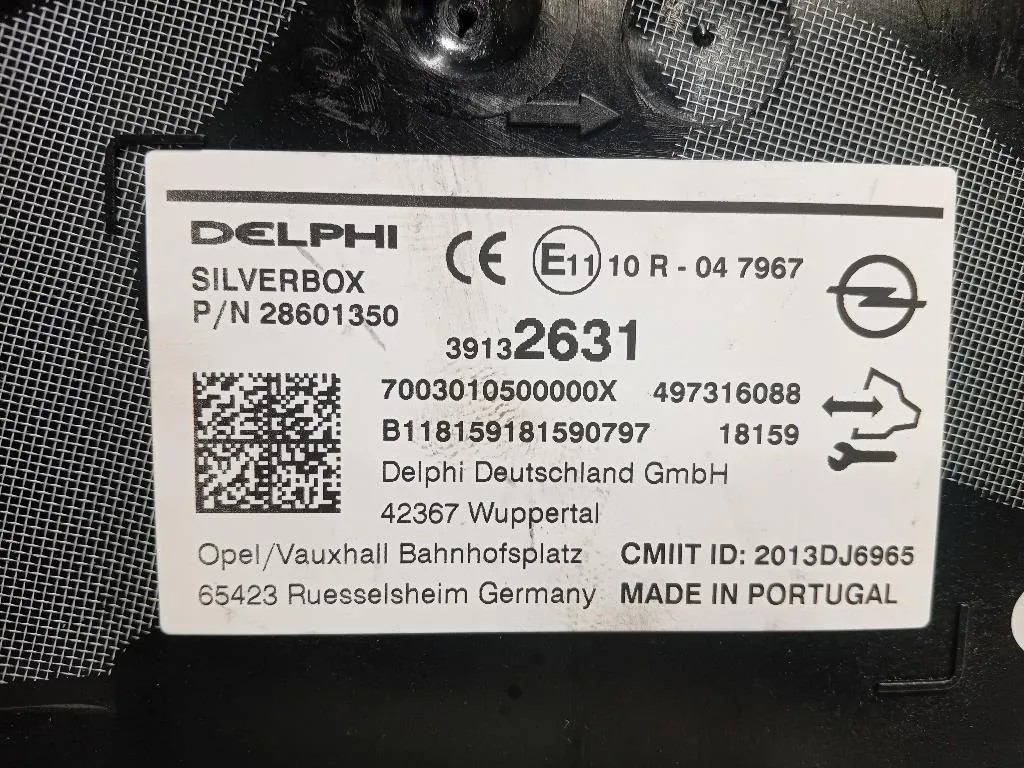 DELPHI
SILVERBOX
P/N 28601350
CE E11 10 R - 04 7967
39132631
7003010500000X 497316088
B118159181590797 18159
Delphi Deutschland GmbH
42367 Wuppertal
Opel/Vauxhall Bahnhofsplatz CMIIT ID: 2013DJ6965
65423 Ruesselsheim Germany MADE IN PORTUGAL